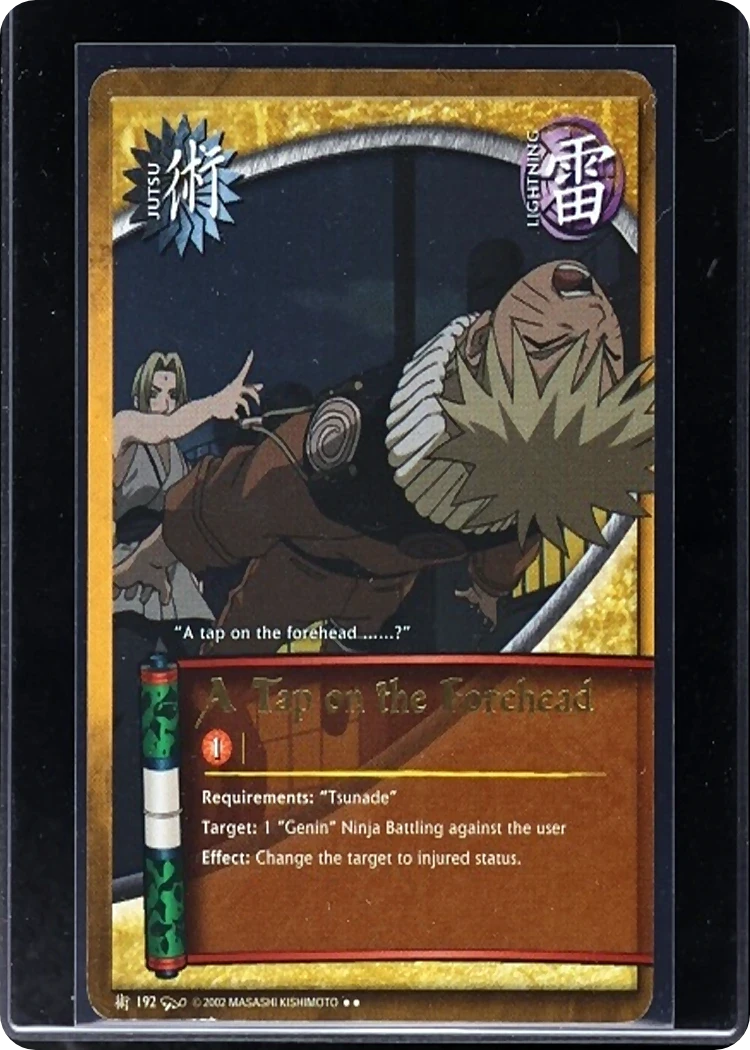 JUTSU
術
LIGHTNING
雷
"A tap on the forehead ......?"
A Tap on the Forehead
1
Requirements: "Tsunade"
Target: 1 "Genin" Ninja Battling against the user
Effect: Change the target to injured status.
術 192 © 2002 MASASHI KISHIMOTO ●●